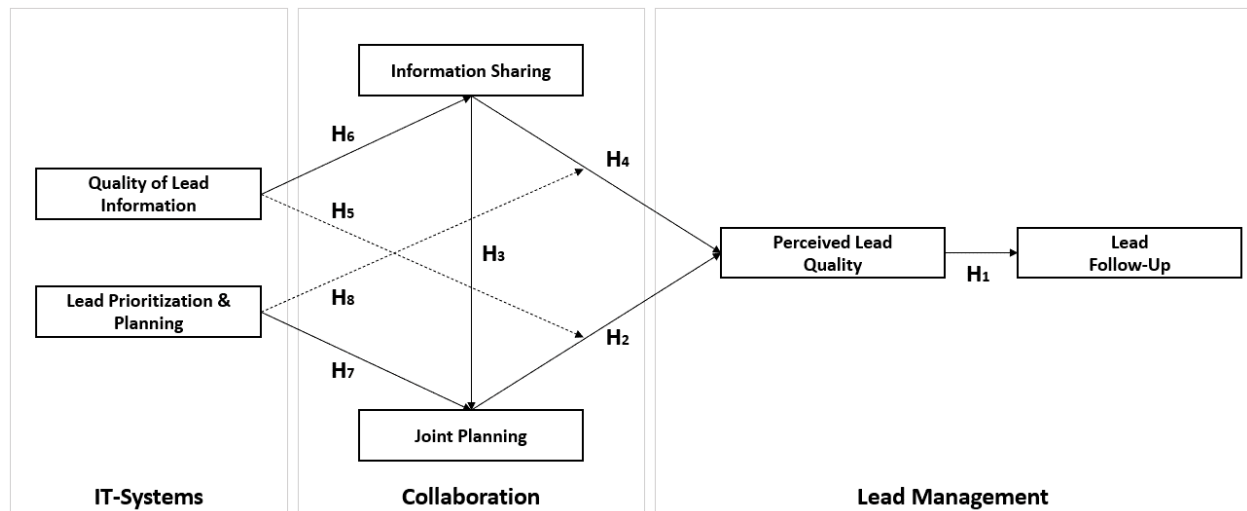 Information Sharing
H6
H4
Quality of Lead
Information
H5
H3
Perceived Lead
Quality
Lead
Follow-Up
H1
Lead Prioritization &
Planning
H8
H2
H7
Joint Planning
IT-Systems
Collaboration
Lead Management